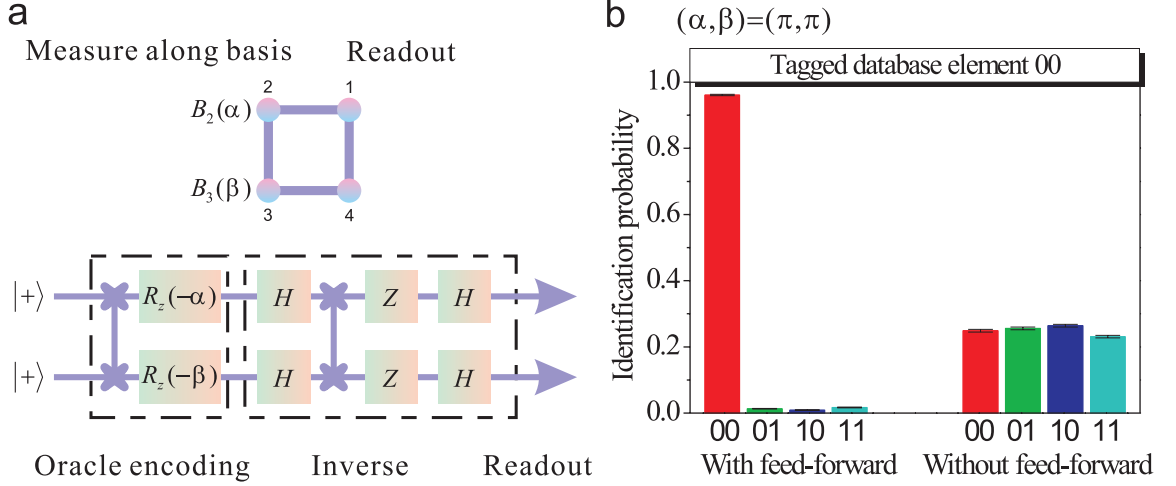 a
Measure along basis
Readout
2
1
B₂(α)
B₃(β)
3
4
|+⟩
R_z(−α)
H
Z
H
|+⟩
R_z(−β)
H
Z
H
Oracle encoding
Inverse
Readout
b
(α,β)=(π,π)
Tagged database element 00
Identification probability
1.0
0.8
0.6
0.4
0.2
0.0
00 01 10 11
00 01 10 11
With feed-forward
Without feed-forward